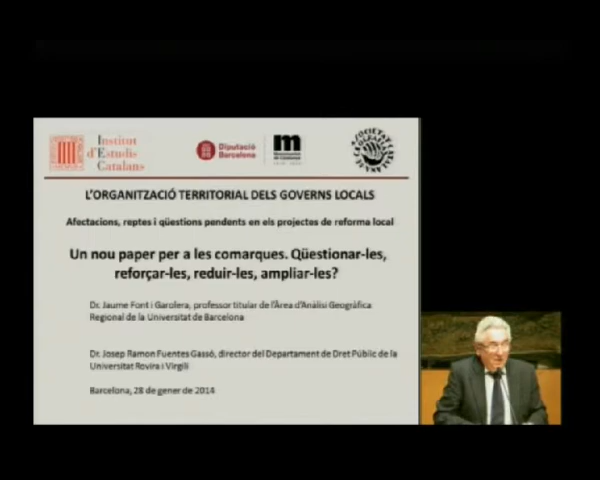 Institut
d'Estudis
Catalans
Diputació
Barcelona
m
L'ORGANITZACIÓ TERRITORIAL DELS GOVERNS LOCALS
Afectacions, reptes i qüestions pendents en els projectes de reforma local
Un nou paper per a les comarques. Qüestionar-les,
reforçar-les, reduir-les, ampliar-les?
Dr. Jaume Font i Garolera, professor titular de l'Àrea d'Anàlisi Geogràfica
Regional de la Universitat de Barcelona
Dr. Josep Ramon Fuentes Gassó, director del Departament de Dret Públic de la
Universitat Rovira i Virgili
Barcelona, 28 de gener de 2014